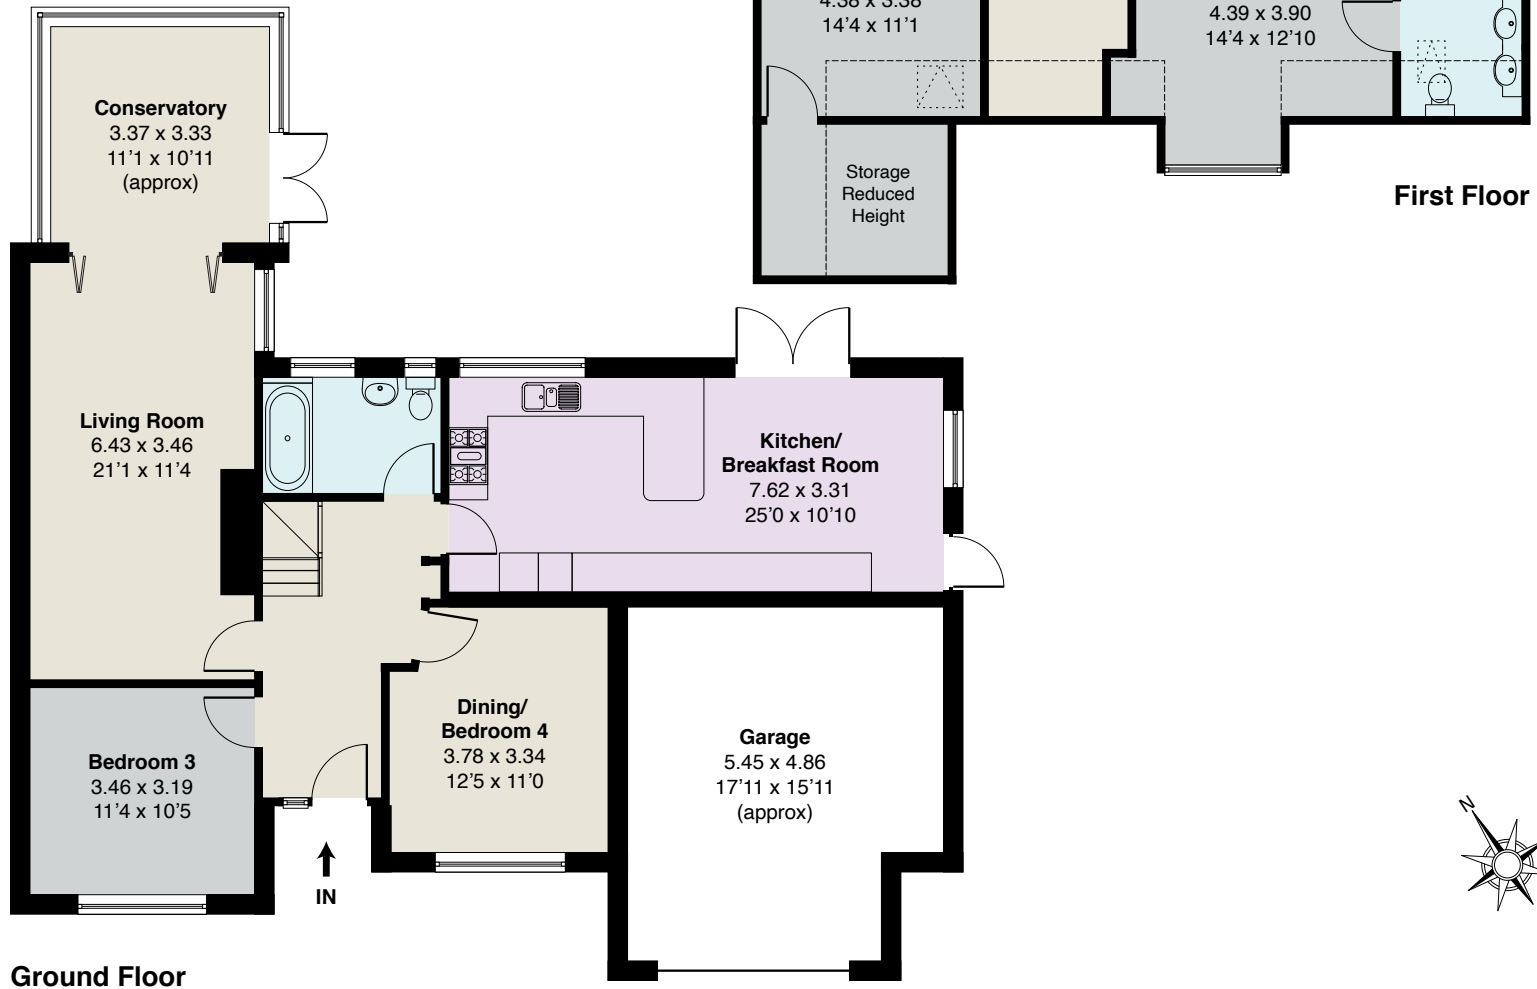 4.38 x 3.38
14'4 x 11'1
4.39 x 3.90
14'4 x 12'10
Storage
Reduced
Height
First Floor
Conservatory
3.37 x 3.33
11'1 x 10'11
(approx)
Living Room
6.43 x 3.46
21'1 x 11'4
Kitchen/
Breakfast Room
7.62 x 3.31
25'0 x 10'10
Dining/
Bedroom 4
3.78 x 3.34
12'5 x 11'0
Garage
5.45 x 4.86
17'11 x 15'11
(approx)
Bedroom 3
3.46 x 3.19
11'4 x 10'5
IN
N
Ground Floor